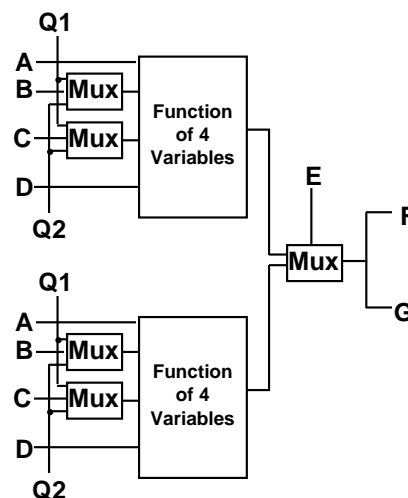 Q1
A
B
Mux
C
Mux
D
Q2
Function
of 4
Variables
E
Mux
F
G
Q1
A
B
Mux
C
Mux
D
Q2
Function
of 4
Variables